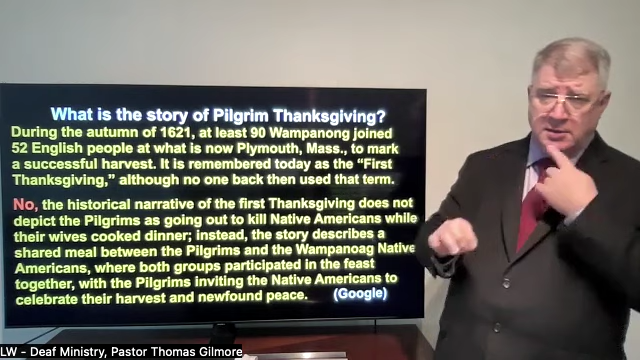 What is the story of Pilgrim Thanksgiving?
During the autumn of 1621, at least 90 Wampanong joined
52 English people at what is now Plymouth, Mass., to mark
a successful harvest. It is remembered today as the “First
Thanksgiving,” although no one back then used that term.
No, the historical narrative of the first Thanksgiving does not
depict the Pilgrims as going out to kill Native Americans while
their wives cooked dinner; instead, the story describes a
shared meal between the Pilgrims and the Wampanoag Native
Americans, where both groups participated in the feast
together, with the Pilgrims inviting the Native Americans to
celebrate their harvest and newfound peace. (Google)
LW - Deaf Ministry, Pastor Thomas Gilmore